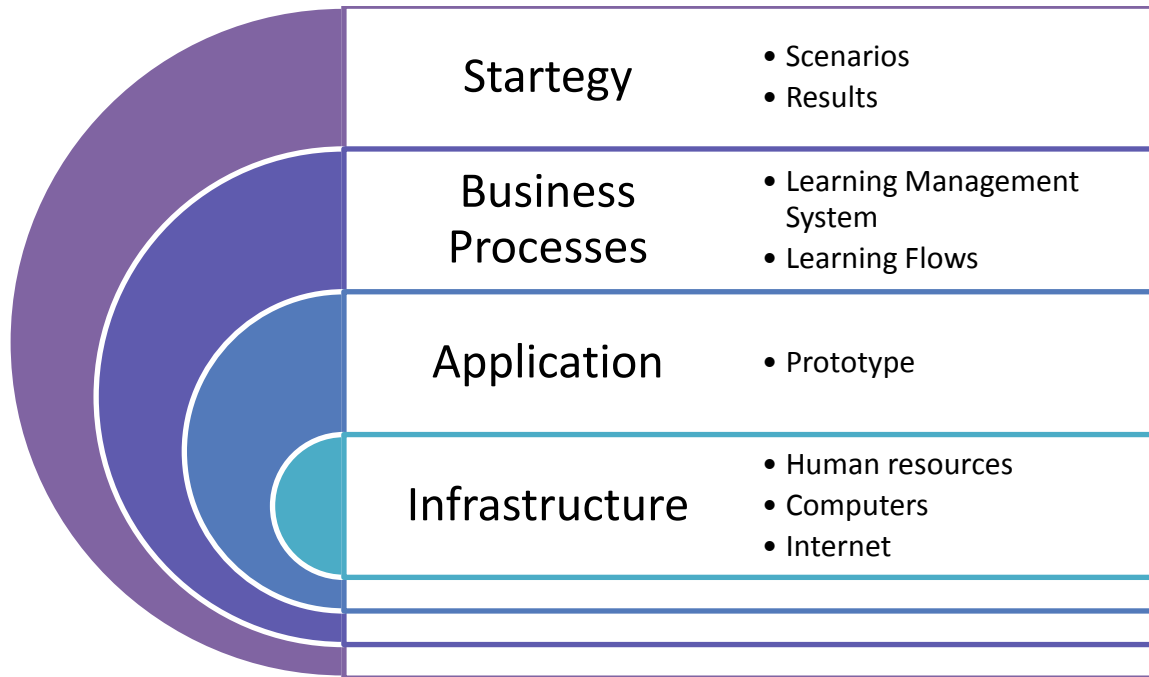 Startegy
• Scenarios
• Results
Business
Processes
• Learning Management
System
• Learning Flows
Application
• Prototype
Infrastructure
• Human resources
• Computers
• Internet